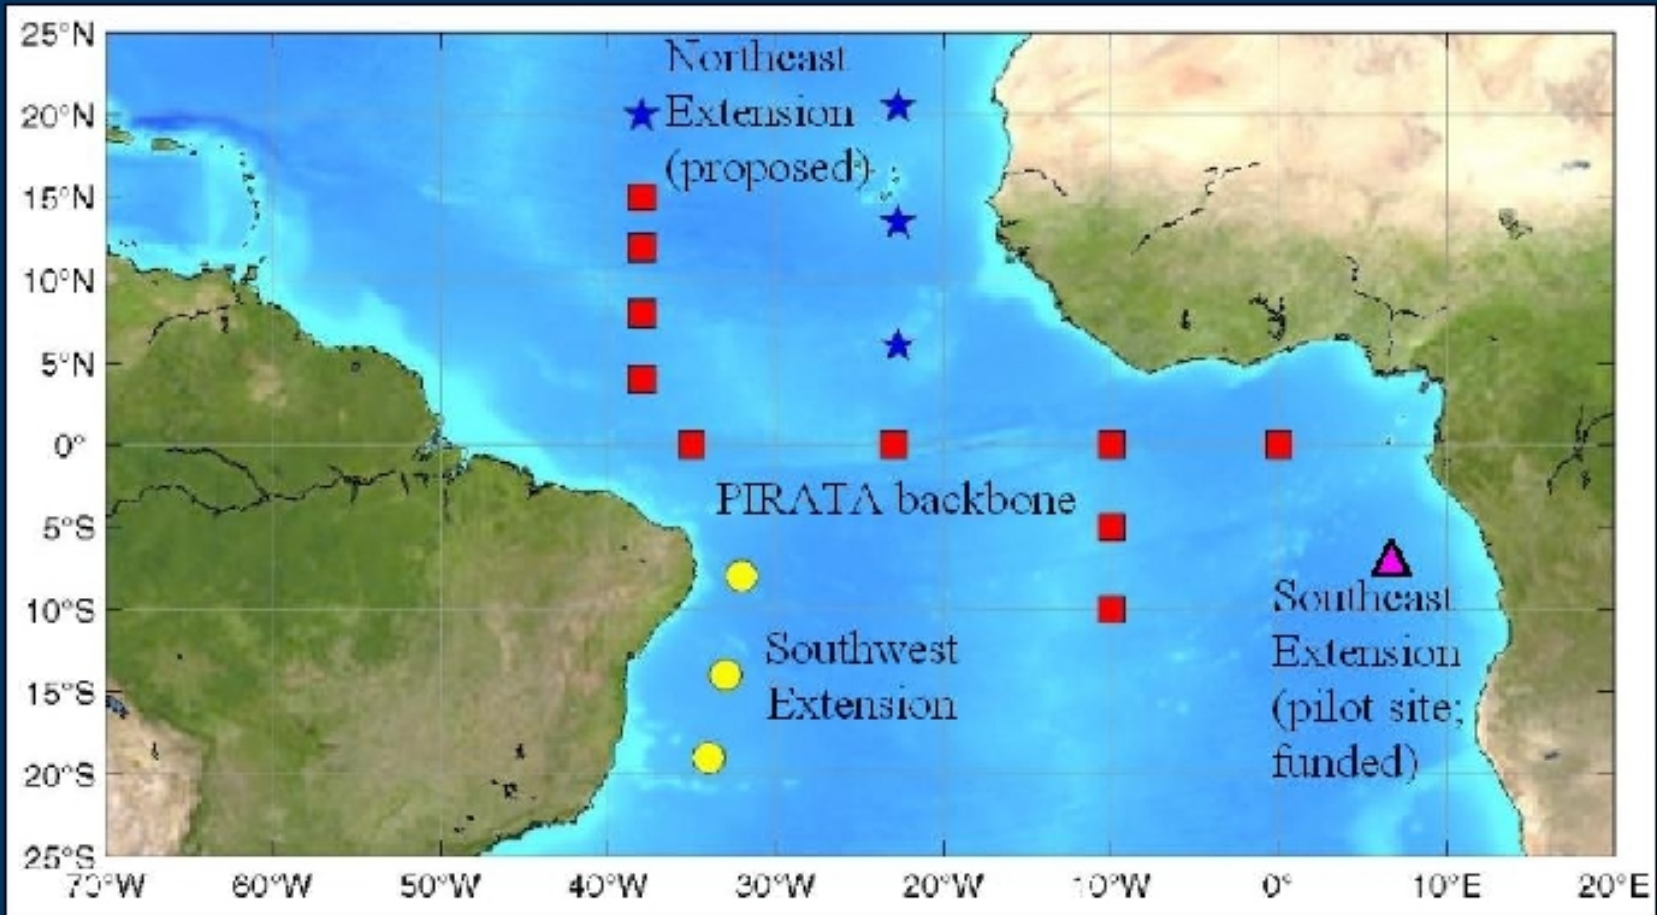 25°N
20°N
15°N
10°N
5°N
0°
5°S
10°S
15°S
20°S
25°S
Northeast
Extension
(proposed)
PIRATA backbone
Southwest
Extension
Southeast
Extension
(pilot site;
funded)
70°W 60°W 50°W 40°W 30°W 20°W 10°W 0° 10°E 20°E